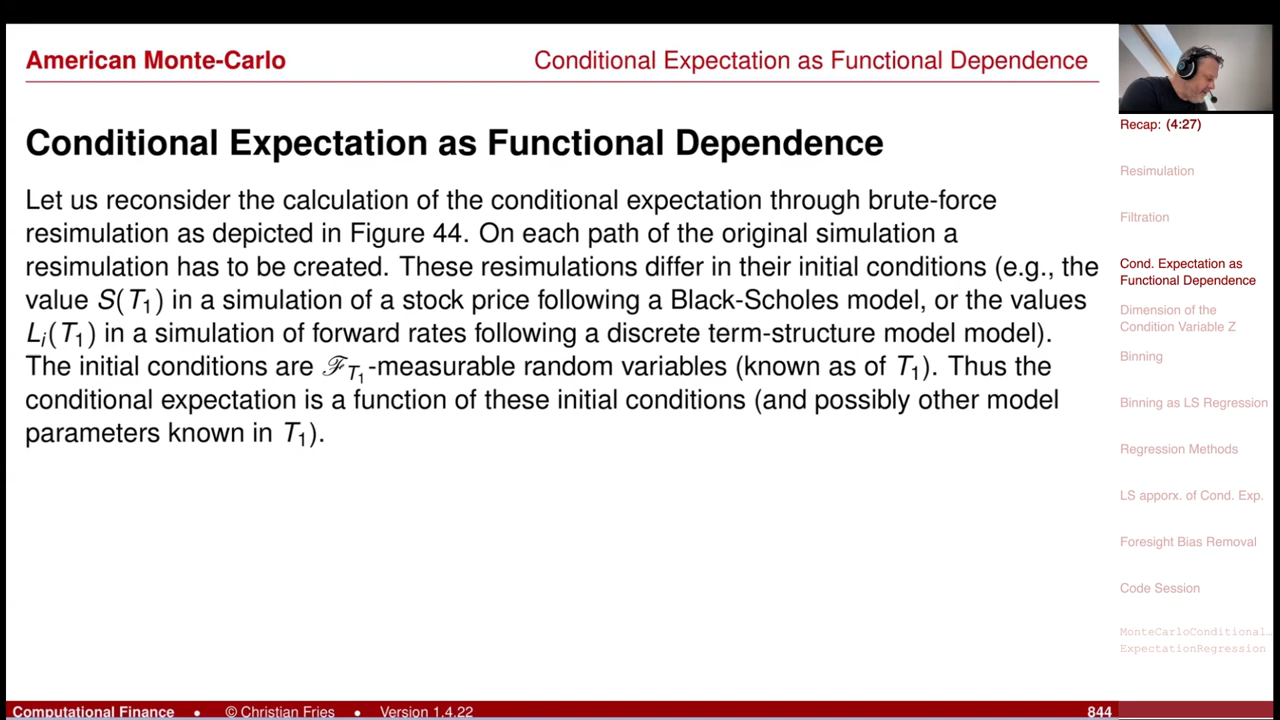 American Monte-Carlo
Conditional Expectation as Functional Dependence
Conditional Expectation as Functional Dependence
Let us reconsider the calculation of the conditional expectation through brute-force
resimulation as depicted in Figure 44. On each path of the original simulation a
resimulation has to be created. These resimulations differ in their initial conditions (e.g., the
value S(T₁) in a simulation of a stock price following a Black-Scholes model, or the values
Lᵢ(T₁) in a simulation of forward rates following a discrete term-structure model model).
The initial conditions are ℱ_T₁-measurable random variables (known as of T₁). Thus the
conditional expectation is a function of these initial conditions (and possibly other model
parameters known in T₁).
Recap: (4:27)
Resimulation
Filtration
Cond. Expectation as
Functional Dependence
Dimension of the
Condition Variable Z
Binning
Binning as LS Regression
Regression Methods
LS apporx. of Cond. Exp.
Foresight Bias Removal
Code Session
MonteCarloConditional…
ExpectationRegression
Computational Finance • © Christian Fries • Version 1.4.22
844